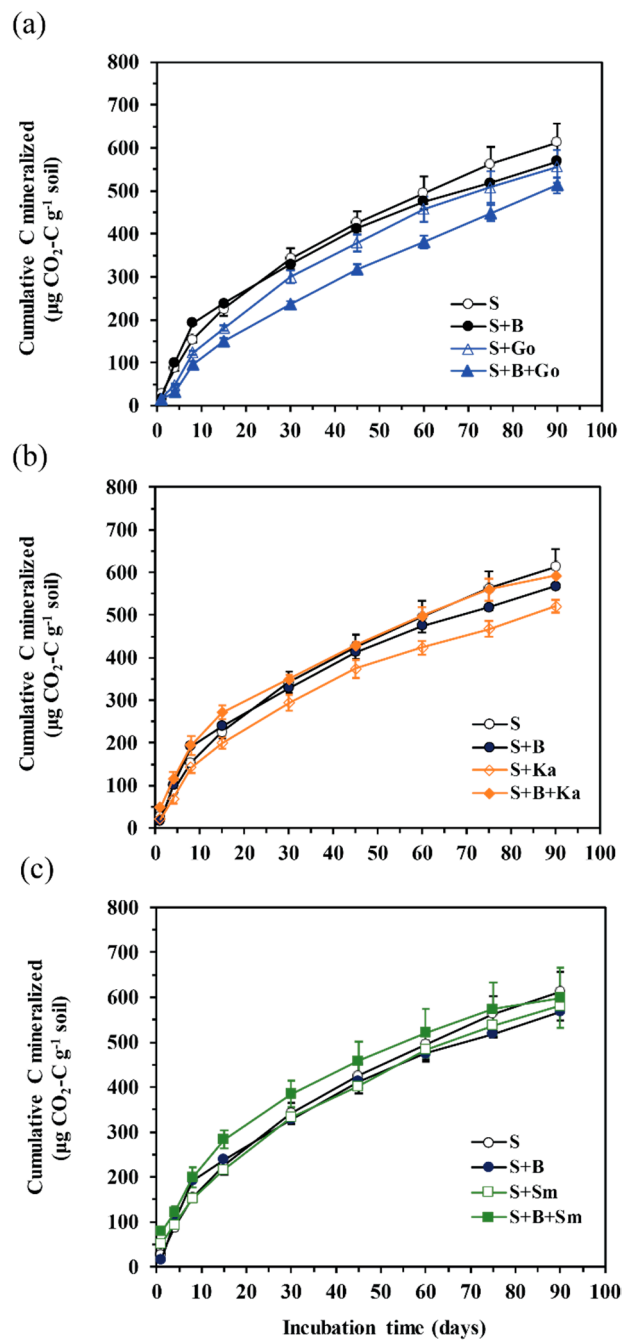 (a)
Cumulative C mineralized
(µg CO₂-C g⁻¹ soil)
800
700
600
500
400
300
200
100
0
0 10 20 30 40 50 60 70 80 90 100
S
S+B
S+Go
S+B+Go
(b)
Cumulative C mineralized
(µg CO₂-C g⁻¹ soil)
800
700
600
500
400
300
200
100
0
0 10 20 30 40 50 60 70 80 90 100
S
S+B
S+Ka
S+B+Ka
(c)
Cumulative C mineralized
(µg CO₂-C g⁻¹ soil)
800
700
600
500
400
300
200
100
0
0 10 20 30 40 50 60 70 80 90 100
S
S+B
S+Sm
S+B+Sm
Incubation time (days)